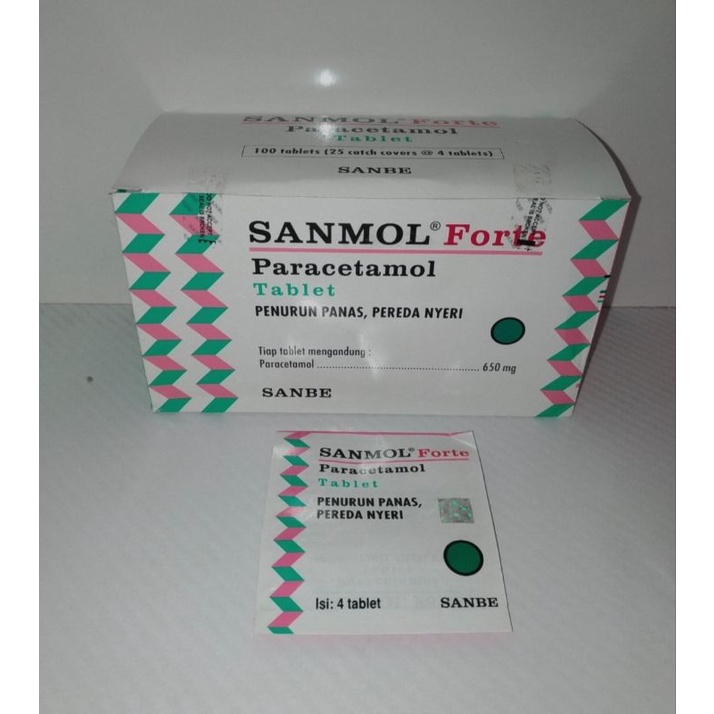 SANMOL® Forte
Paracetamol
Tablet
100 tablets (25 catch covers @ 4 tablets)
SANBE
SANMOL® Forte
Paracetamol
Tablet
PENURUN PANAS, PEREDA NYERI
Tiap tablet mengandung :
Paracetamol ........................................................ 650 mg
SANBE
SANMOL® Forte
Paracetamol
Tablet
PENURUN PANAS,
PEREDA NYERI
Isi: 4 tablet
SANBE